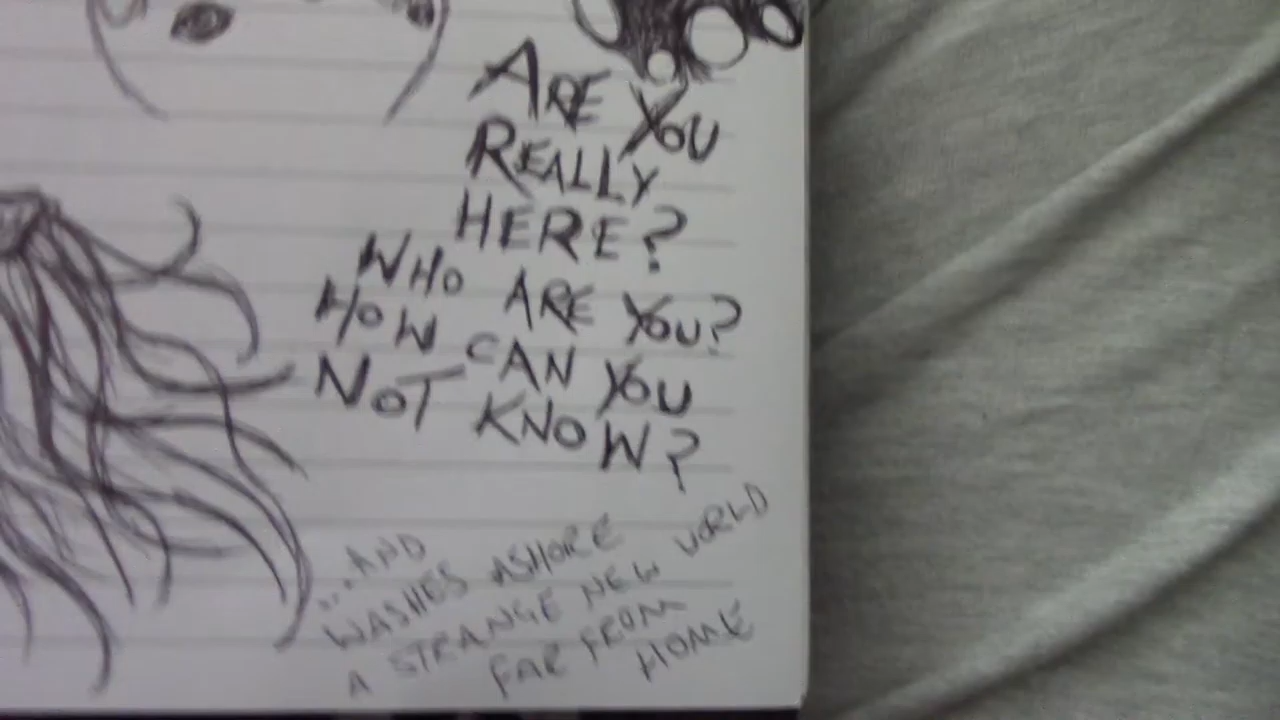 ARE YOU
REALLY
HERE?
WHO ARE YOU?
HOW CAN YOU
NOT KNOW?
...AND
WASHES ASHORE
A STRANGE NEW WORLD
FAR FROM
HOME